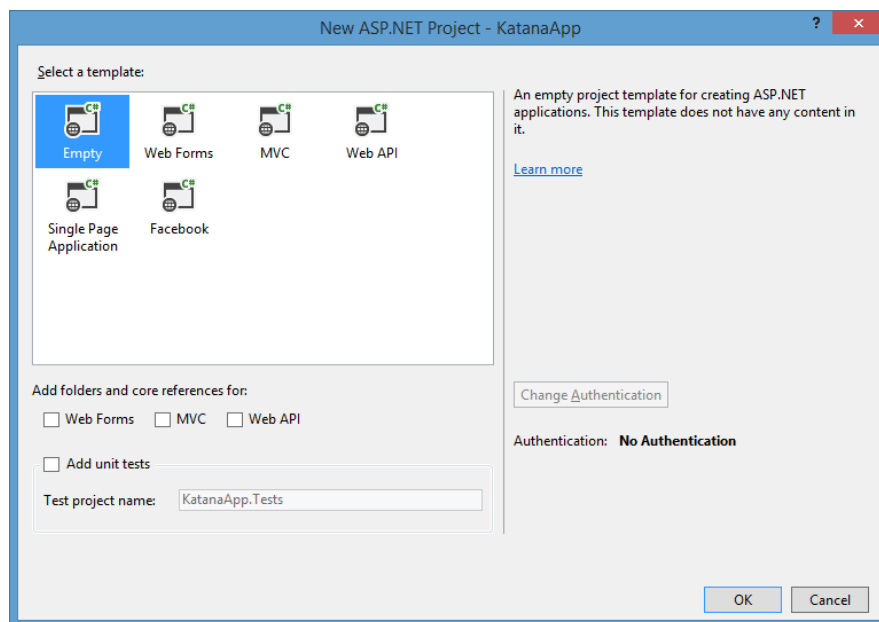 New ASP.NET Project - KatanaApp
?
Select a template:
C# C# C# C#
Empty Web Forms MVC Web API
C# C#
Single Page Application Facebook
An empty project template for creating ASP.NET
applications. This template does not have any content in
it.
Learn more
Add folders and core references for:
Web Forms MVC Web API
Add unit tests
Test project name: KatanaApp.Tests
Change Authentication
Authentication: No Authentication
OK Cancel